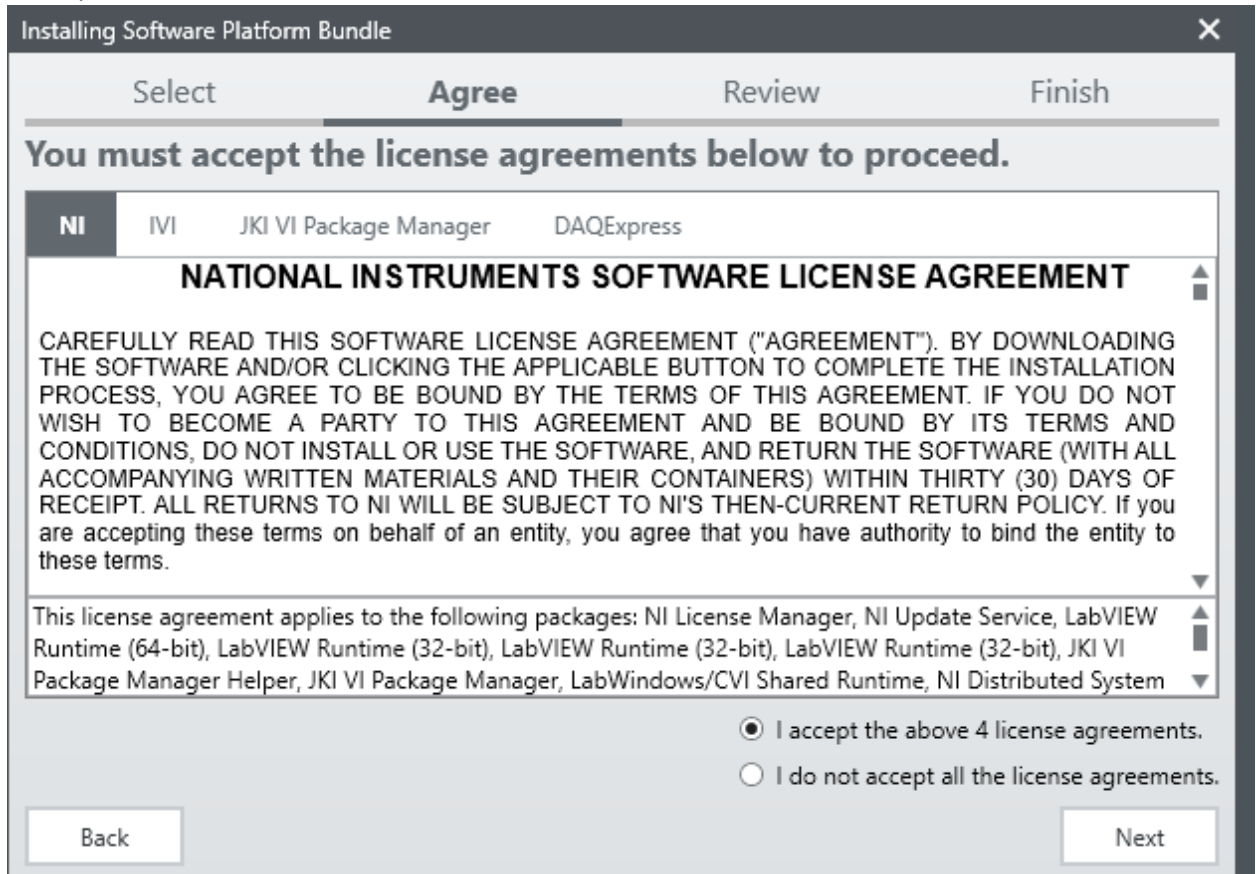 Installing Software Platform Bundle
Select Agree Review Finish
You must accept the license agreements below to proceed.
NI IVI JKI VI Package Manager DAQExpress
NATIONAL INSTRUMENTS SOFTWARE LICENSE AGREEMENT
CAREFULLY READ THIS SOFTWARE LICENSE AGREEMENT ("AGREEMENT"). BY DOWNLOADING
THE SOFTWARE AND/OR CLICKING THE APPLICABLE BUTTON TO COMPLETE THE INSTALLATION
PROCESS, YOU AGREE TO BE BOUND BY THE TERMS OF THIS AGREEMENT. IF YOU DO NOT
WISH TO BECOME A PARTY TO THIS AGREEMENT AND BE BOUND BY ITS TERMS AND
CONDITIONS, DO NOT INSTALL OR USE THE SOFTWARE, AND RETURN THE SOFTWARE (WITH ALL
ACCOMPANYING WRITTEN MATERIALS AND THEIR CONTAINERS) WITHIN THIRTY (30) DAYS OF
RECEIPT. ALL RETURNS TO NI WILL BE SUBJECT TO NI'S THEN-CURRENT RETURN POLICY. If you
are accepting these terms on behalf of an entity, you agree that you have authority to bind the entity to
these terms.
This license agreement applies to the following packages: NI License Manager, NI Update Service, LabVIEW
Runtime (64-bit), LabVIEW Runtime (32-bit), LabVIEW Runtime (32-bit), LabVIEW Runtime (32-bit), JKI VI
Package Manager Helper, JKI VI Package Manager, LabWindows/CVI Shared Runtime, NI Distributed System
I accept the above 4 license agreements.
I do not accept all the license agreements.
Back Next